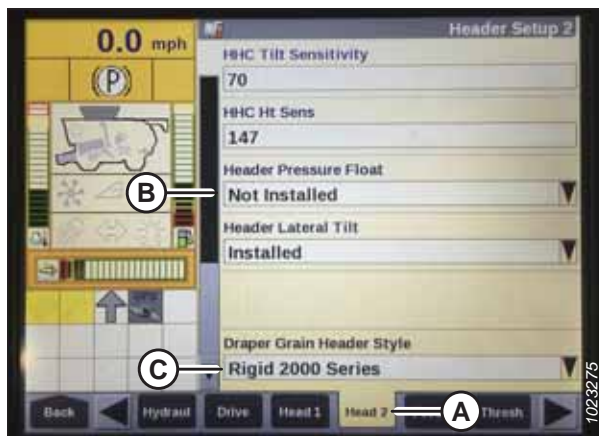 0.0 mph
Header Setup 2
(P)
HHC Tilt Sensitivity
70
HHC Ht Sens
147
Header Pressure Float
B
Not Installed
Header Lateral Tilt
Installed
Draper Grain Header Style
C
Rigid 2000 Series
Back
Hydraul
Drive
Head 1
Head 2
A
Thresh
1023275